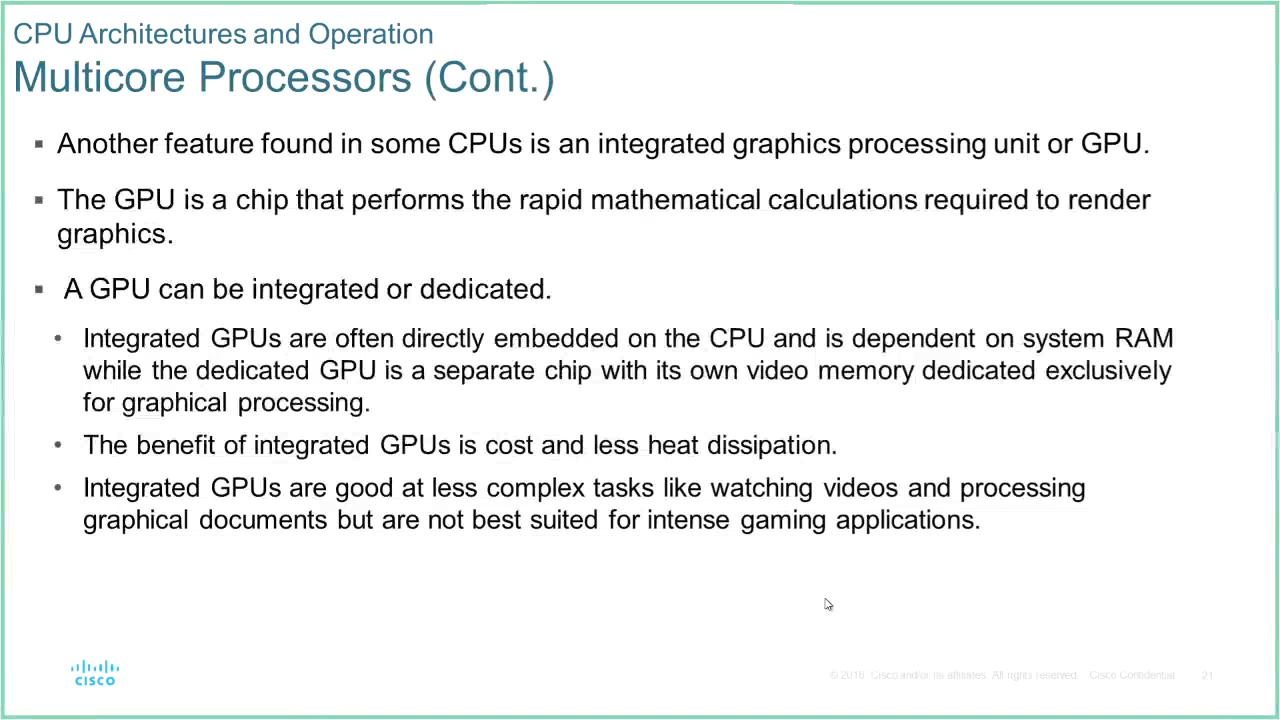 CPU Architectures and Operation
Multicore Processors (Cont.)
▪ Another feature found in some CPUs is an integrated graphics processing unit or GPU.
▪ The GPU is a chip that performs the rapid mathematical calculations required to render
graphics.
▪ A GPU can be integrated or dedicated.
• Integrated GPUs are often directly embedded on the CPU and is dependent on system RAM
while the dedicated GPU is a separate chip with its own video memory dedicated exclusively
for graphical processing.
• The benefit of integrated GPUs is cost and less heat dissipation.
• Integrated GPUs are good at less complex tasks like watching videos and processing
graphical documents but are not best suited for intense gaming applications.
CISCO
© 2016 Cisco and/or its affiliates. All rights reserved. Cisco Confidential 21